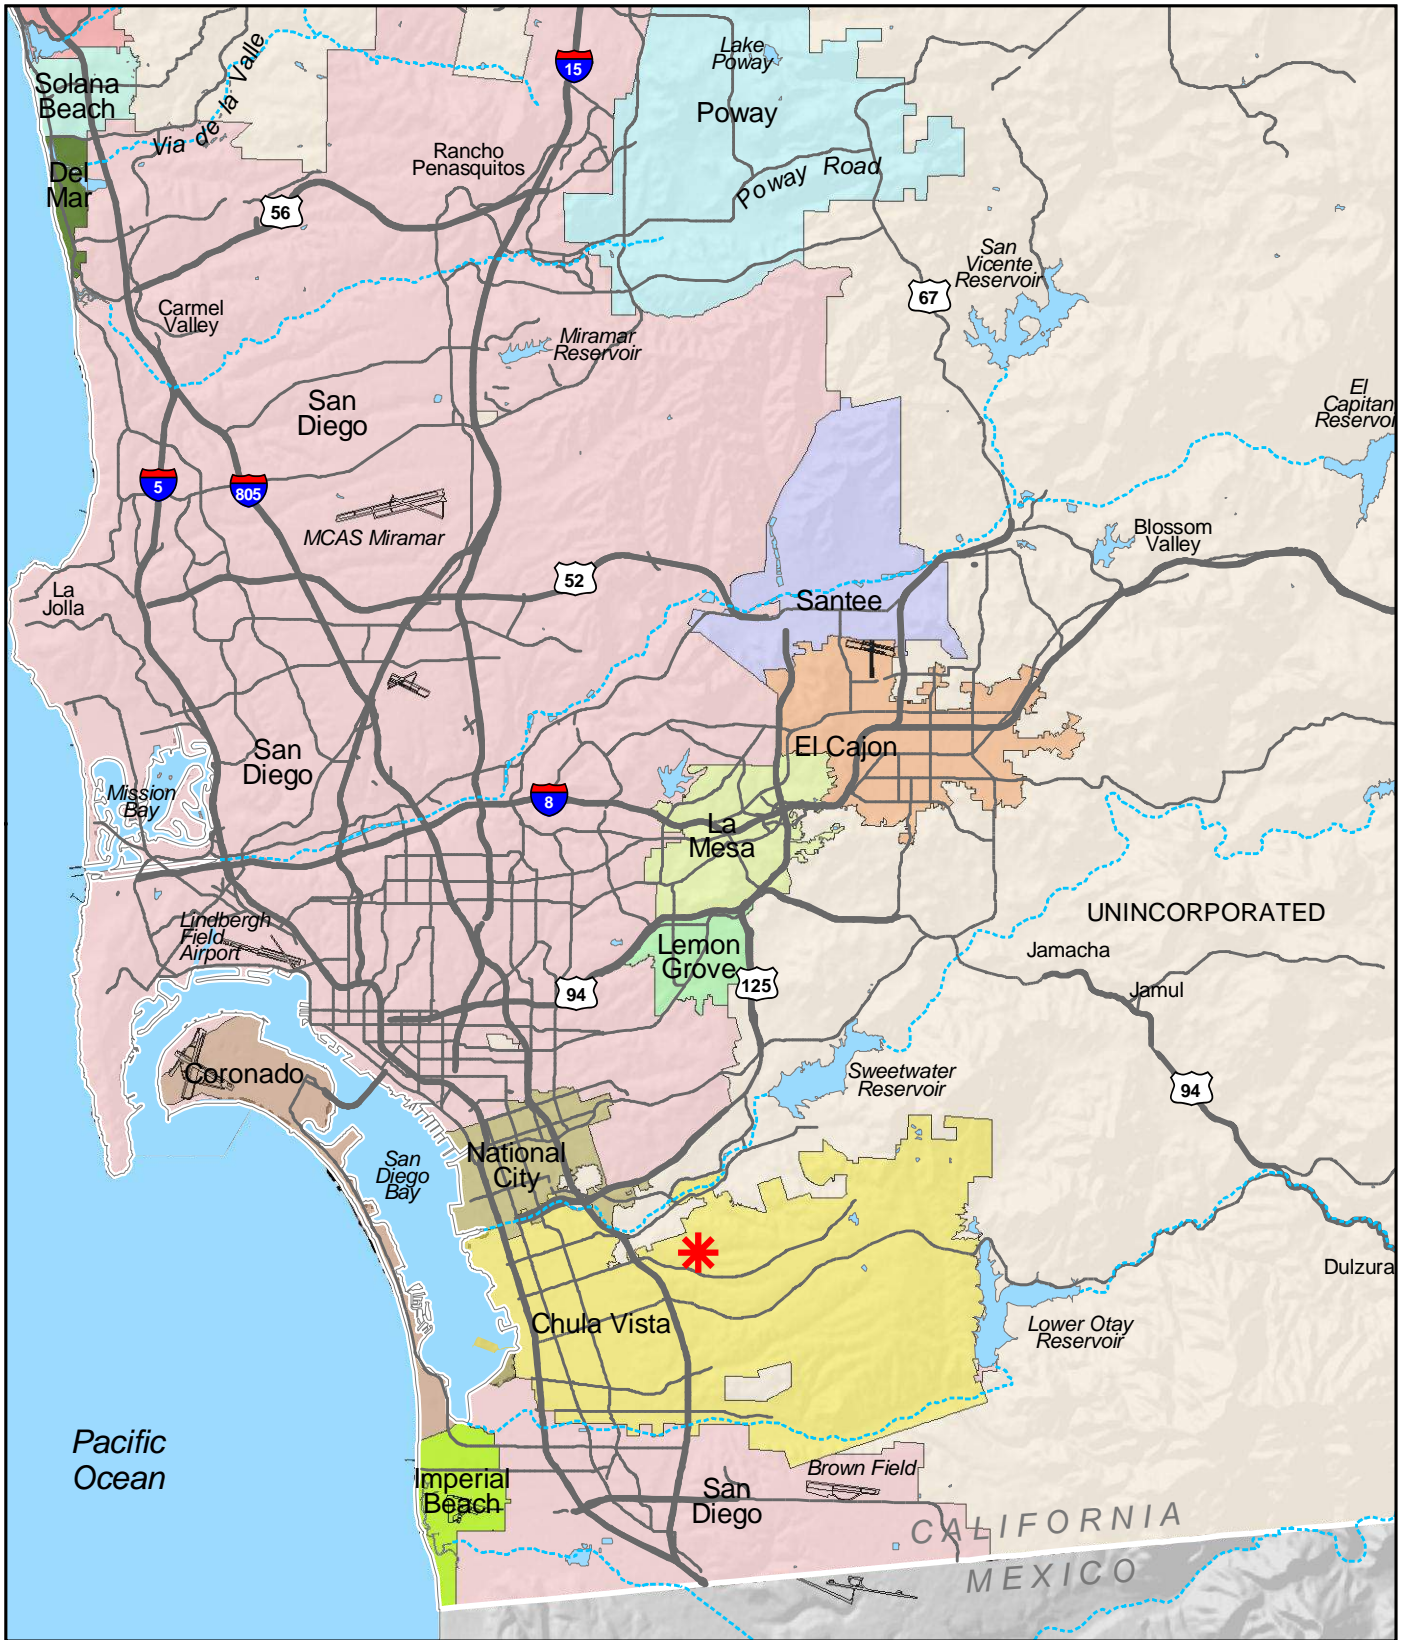 Solana
Beach
Via de la Valle
15
Lake
Poway
Poway
Del
Mar
Rancho
Penasquitos
Poway Road
56
San
Vicente
Reservoir
67
Carmel
Valley
Miramar
Reservoir
San
Diego
El
Capitan
Reservoi
5
805
MCAS Miramar
Blossom
Valley
52
La
Jolla
Santee
San
Diego
El Cajon
Mission
Bay
8
La
Mesa
UNINCORPORATED
Lindbergh
Field
Airport
Lemon
Grove
Jamacha
94
125
Jamul
Coronado
Sweetwater
Reservoir
94
San
Diego
Bay
National
City
Dulzura
Chula Vista
Lower Otay
Reservoir
Pacific
Ocean
Imperial
Beach
San
Diego
Brown Field
CALIFORNIA
MEXICO